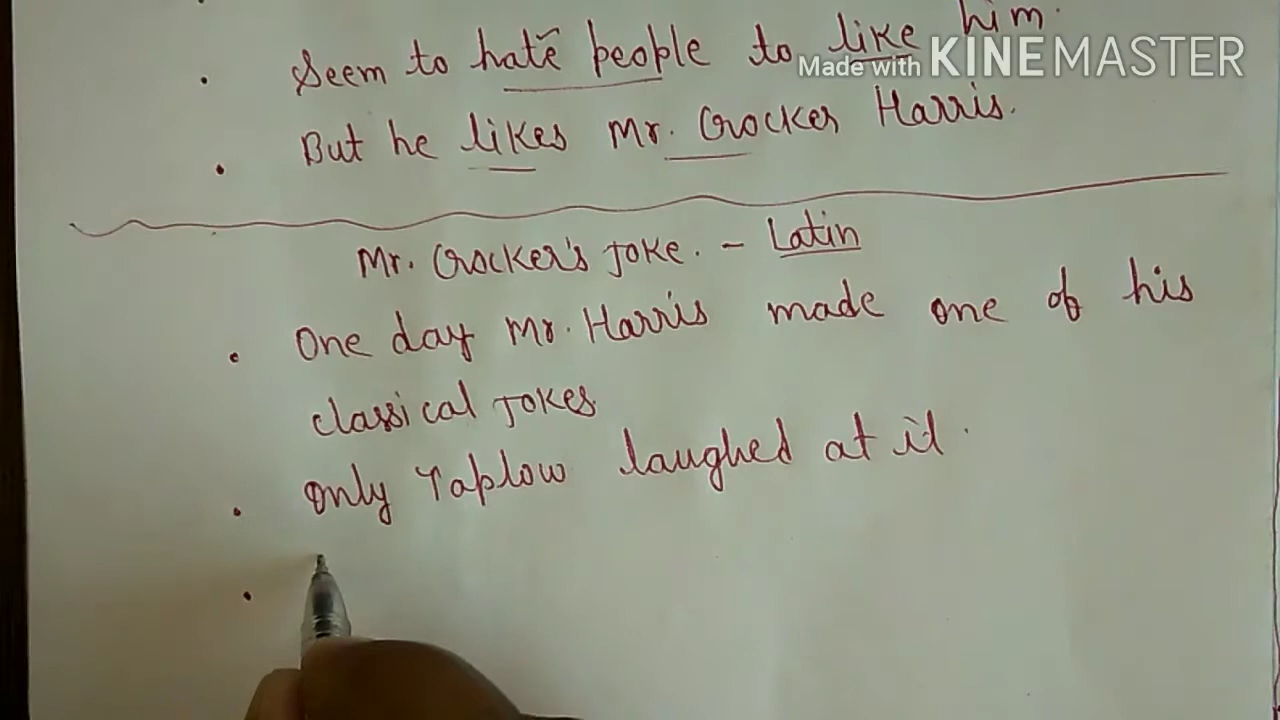 Seem to hate people to like him.
Made with KINEMASTER
But he likes Mr. Crocker Harris.
Mr. Crocker's Joke. - Latin
One day Mr. Harris made one of his
classical Jokes.
Only Taplow laughed at it.